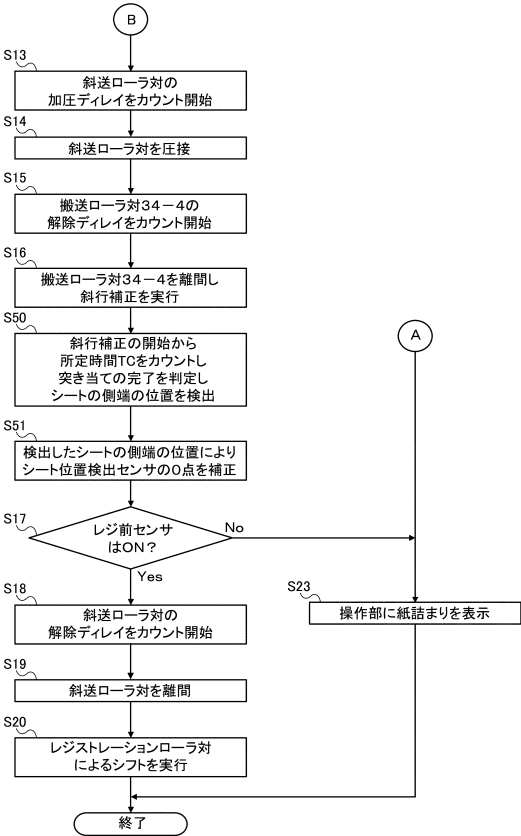 B
S13
斜送ローラ対の
加圧ディレイをカウント開始
S14
斜送ローラ対を圧接
S15
搬送ローラ対34－4の
解除ディレイをカウント開始
S16
搬送ローラ対34－4を離間し
斜行補正を実行
S50
斜行補正の開始から
所定時間TCをカウントし
突き当ての完了を判定し
シートの側端の位置を検出
S51
検出したシートの側端の位置により
シート位置検出センサの0点を補正
S17
レジ前センサ
はON？
No
Yes
A
S23
操作部に紙詰まりを表示
S18
斜送ローラ対の
解除ディレイをカウント開始
S19
斜送ローラ対を離間
S20
レジストレーションローラ対
によるシフトを実行
終了